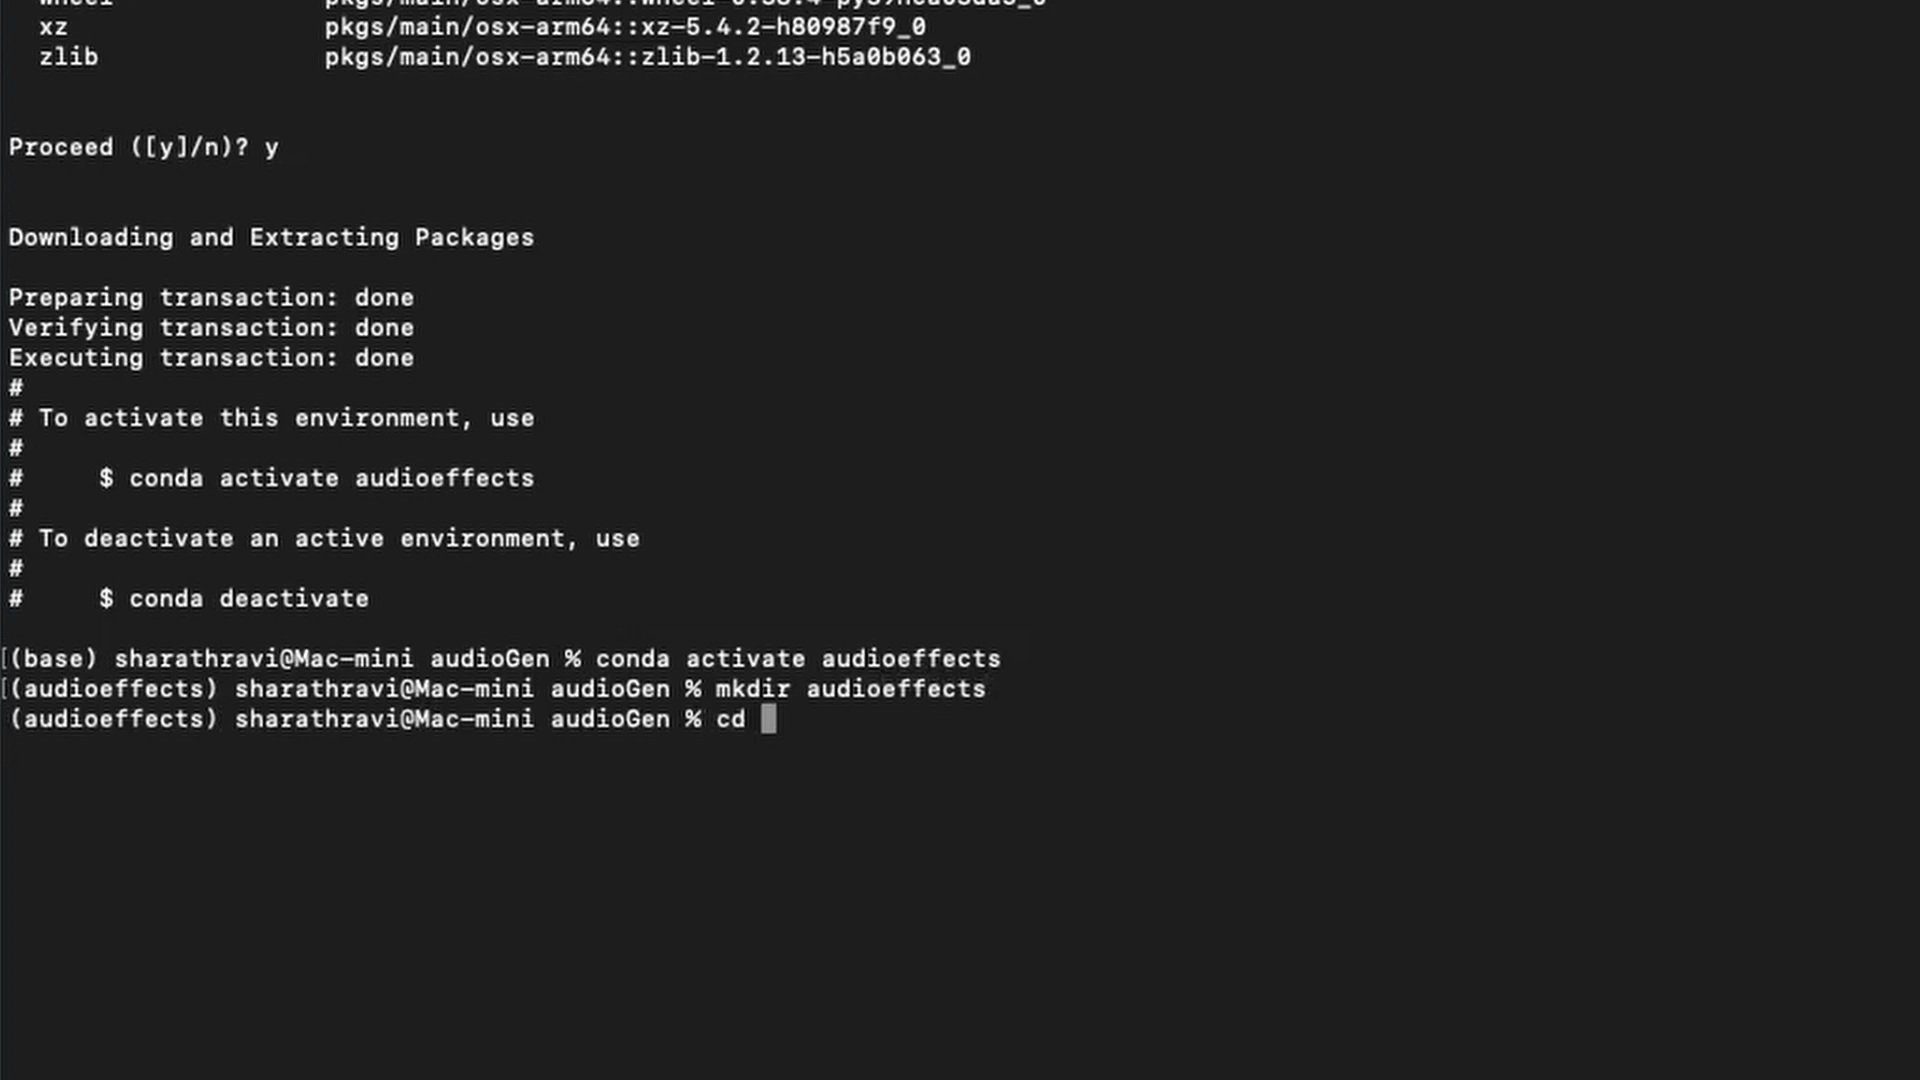 xz pkgs/main/osx-arm64::xz-5.4.2-h80987f9_0
zlib pkgs/main/osx-arm64::zlib-1.2.13-h5a0b063_0
Proceed ([y]/n)? y
Downloading and Extracting Packages
Preparing transaction: done
Verifying transaction: done
Executing transaction: done
#
# To activate this environment, use
#
# $ conda activate audioeffects
#
# To deactivate an active environment, use
#
# $ conda deactivate
[(base) sharathravi@Mac-mini audioGen % conda activate audioeffects
[(audioeffects) sharathravi@Mac-mini audioGen % mkdir audioeffects
(audioeffects) sharathravi@Mac-mini audioGen % cd